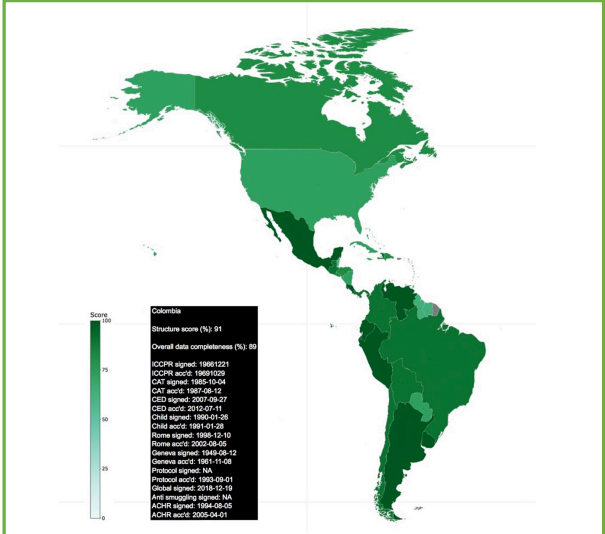 Score
100
75
50
25
0
Colombia
Structure score (%): 91
Overall data completeness (%): 89
ICCPR signed: 19661221
ICCPR acc'd: 19691029
CAT signed: 1985-10-04
CAT acc'd: 1987-08-12
CED signed: 2007-09-27
CED acc'd: 2012-07-11
Child signed: 1990-01-26
Child acc'd: 1991-01-28
Rome signed: 1998-12-10
Rome acc'd: 2002-08-05
Geneva signed: 1949-08-12
Geneva acc'd: 1961-11-08
Protocol signed: NA
Protocol acc'd: 1993-09-01
Global signed: 2018-12-19
Anti smuggling signed: NA
ACHR signed: 1994-08-05
ACHR acc'd: 2005-04-01